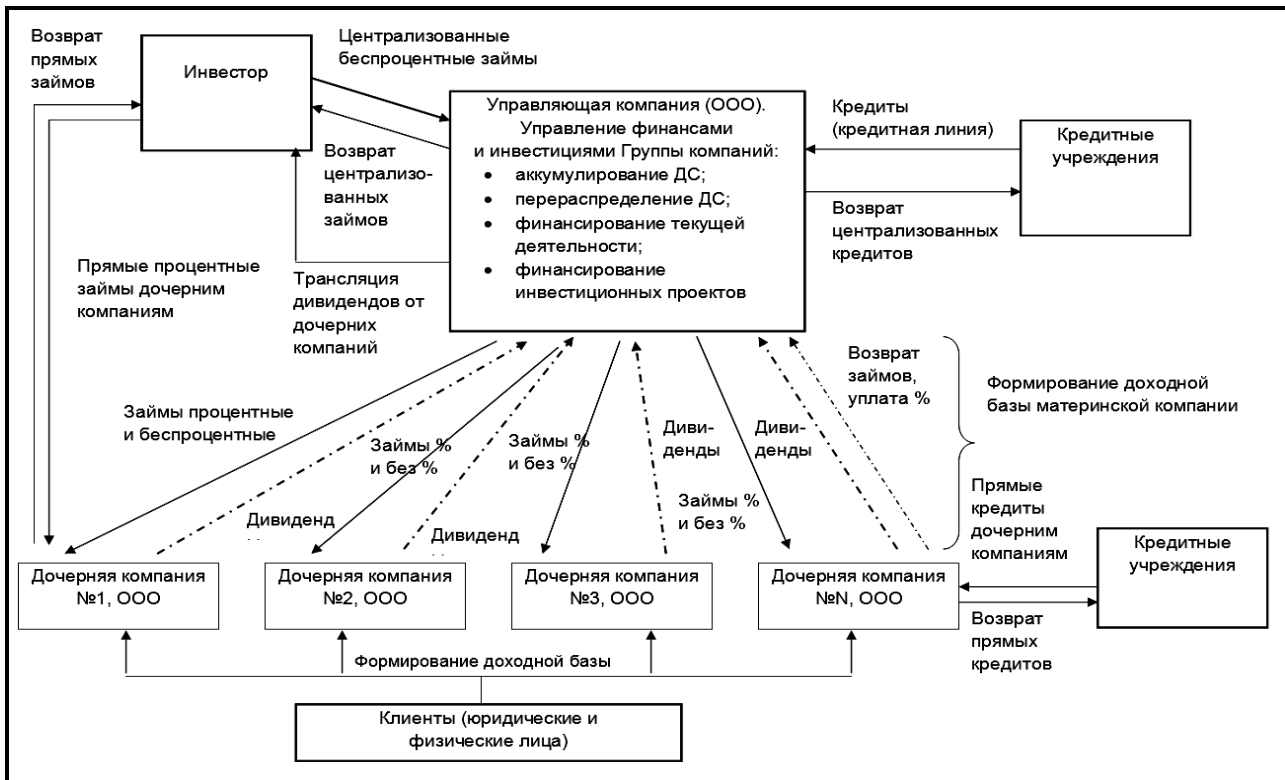 Возврат
прямых
займов
Инвестор
Централизованные
беспроцентные займы
Управляющая компания (ООО).
Управление финансами
и инвестициями Группы компаний:
• аккумулирование ДС;
• перераспределение ДС;
• финансирование текущей
деятельности;
• финансирование
инвестиционных проектов
Кредиты
(кредитная линия)
Кредитные
учреждения
Возврат
централизо-
ванных
займов
Возврат
централизованных
кредитов
Прямые процентные
займы дочерним
компаниям
Трансляция
дивидендов от
дочерних
компаний
Займы процентные
и беспроцентные
Займы %
и без %
Займы %
и без %
Диви-
денды
Диви-
денды
Возврат
займов,
уплата %
Формирование доходной
базы материнской компании
Дивиденд
Дивиденд
Займы %
и без %
Прямые
кредиты
дочерним
компаниям
Кредитные
учреждения
Дочерняя компания
№1, ООО
Дочерняя компания
№2, ООО
Дочерняя компания
№3, ООО
Дочерняя компания
№N, ООО
Возврат
прямых
кредитов
Формирование доходной базы
Клиенты (юридические и
физические лица)